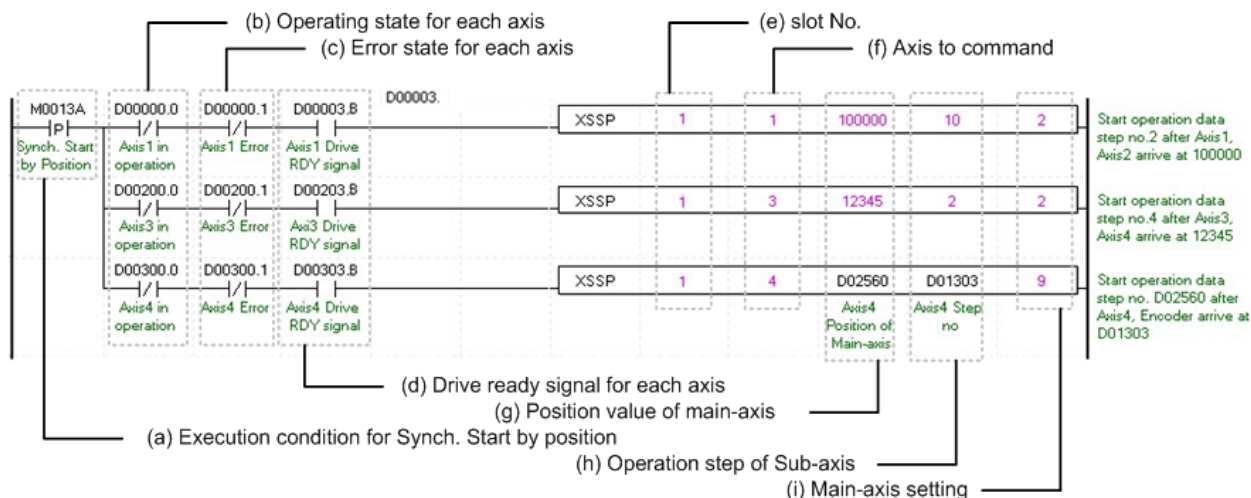 (b) Operating state for each axis
(c) Error state for each axis
(e) slot No.
(f) Axis to command
M0013A
D00000.0
D00000.1
D00003.B
D00003.
P
XSSP
1
1
100000
10
2
Synch. Start
by Position
Axis1 in
operation
Axis1 Error
Axis1 Drive
RDY signal
Start operation data
step no.2 after Axis1,
Axis2 arrive at 100000
D00200.0
D00200.1
D00203.B
XSSP
1
3
12345
2
2
Axis3 in
operation
Axis3 Error
Axi3 Drive
RDY signal
Start operation data
step no.4 after Axis3,
Axis4 arrive at 12345
D00300.0
D00300.1
D00303.B
XSSP
1
4
D02560
D01303
9
Axis4 in
operation
Axis4 Error
Axis4 Drive
RDY signal
Axis4
Position of
Main-axis
Axis4 Step
no
Start operation data
step no. D02560 after
Axis4, Encoder arrive at
D01303
(d) Drive ready signal for each axis
(g) Position value of main-axis
(a) Execution condition for Synch. Start by position
(h) Operation step of Sub-axis
(i) Main-axis setting